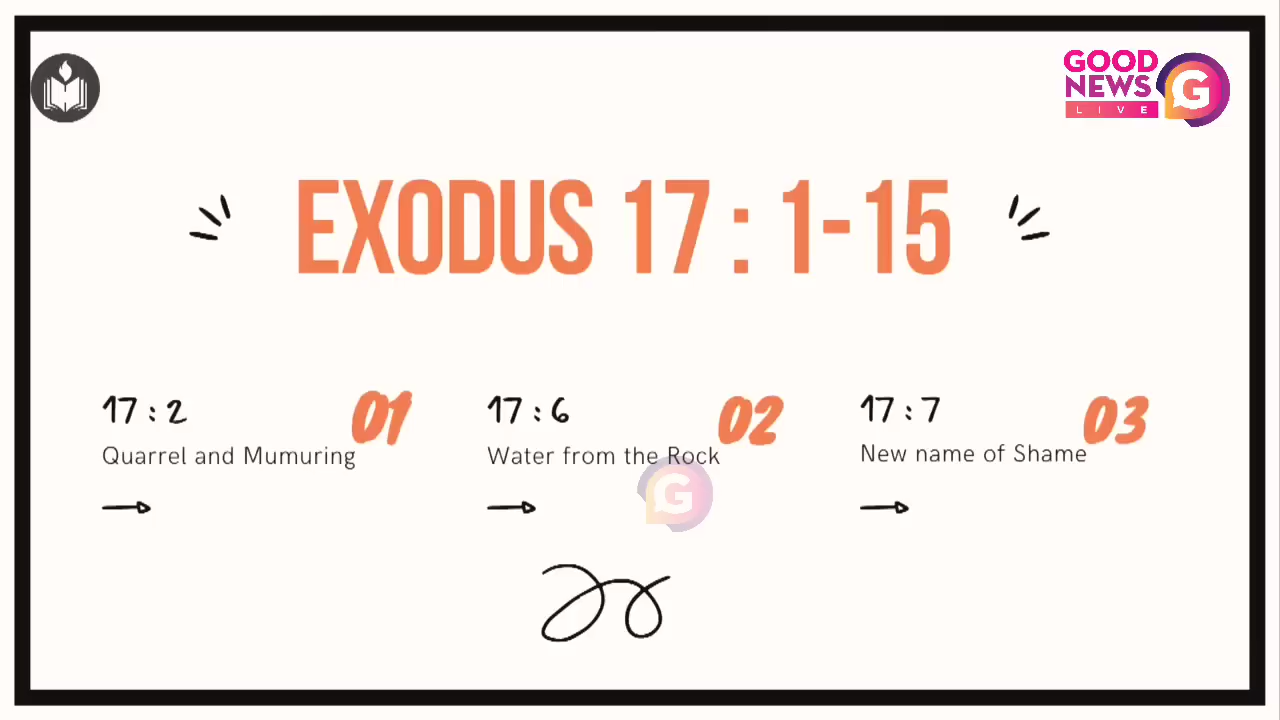 GOOD
NEWS
LIVE
G
EXODUS 17 : 1-15
17 : 2
01
Quarrel and Mumuring
17 : 6
02
Water from the Rock
17 : 7
03
New name of Shame
G